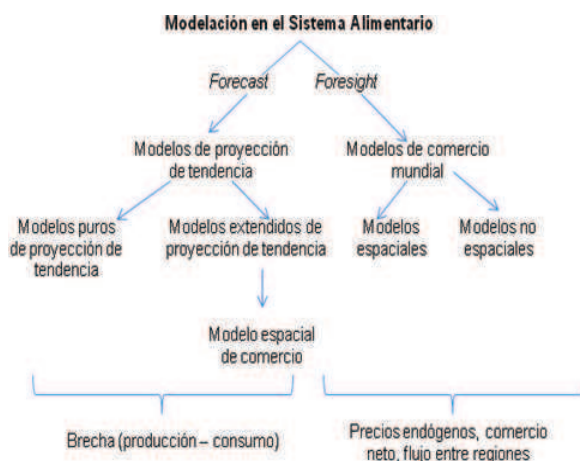 Modelación en el Sistema Alimentario
Forecast
Foresight
Modelos de proyección
de tendencia
Modelos de comercio
mundial
Modelos puros
de proyección de
tendencia
Modelos extendidos de
proyección de tendencia
Modelos
espaciales
Modelos no
espaciales
Modelo espacial
de comercio
Brecha (producción – consumo)
Precios endógenos, comercio
neto, flujo entre regiones